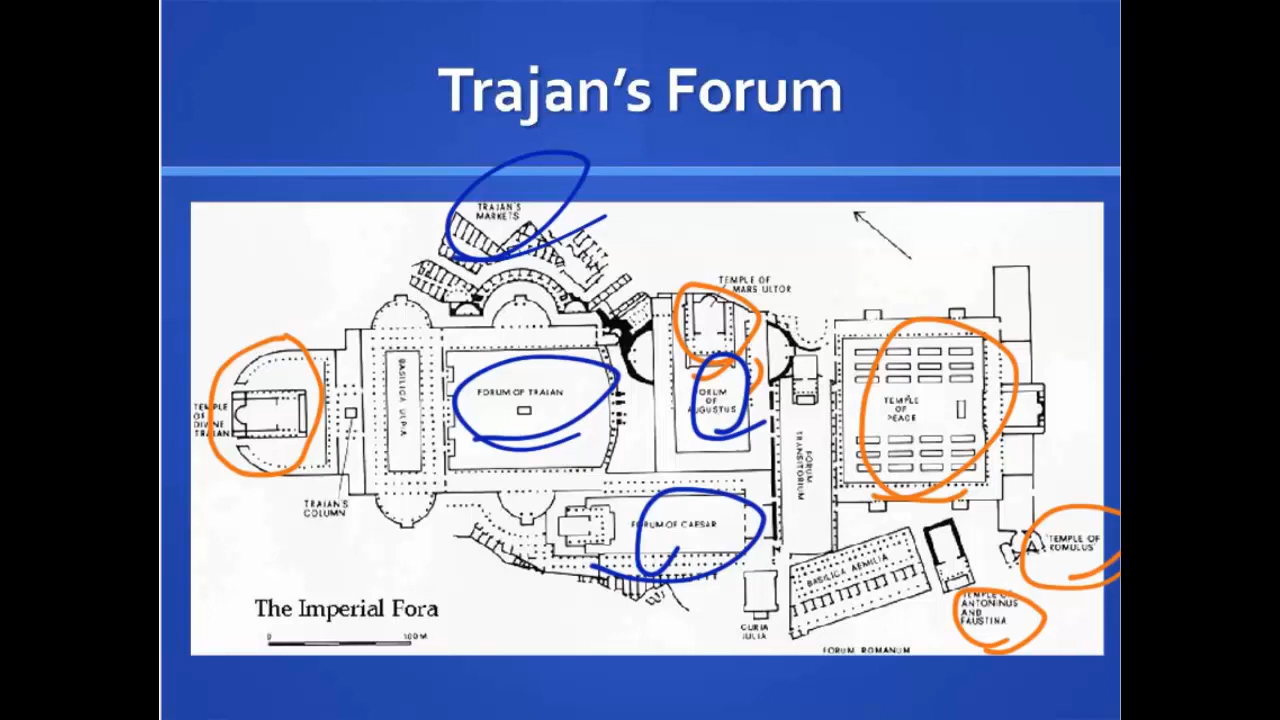 Trajan's Forum
TRAJAN'S
MARKETS
TEMPLE OF
MARS ULTOR
TEMPLE
OF
DIVINE
TRAJAN
BASILICA ULPIA
FORUM OF TRAJAN
FORUM
OF
AUGUSTUS
TEMPLE
OF
PEACE
FORUM
TRANSITORIUM
TRAJAN'S
COLUMN
FORUM OF CAESAR
'TEMPLE OF
ROMULUS'
BASILICA AEMILIA
TEMPLE OF
ANTONINUS
AND
FAUSTINA
The Imperial Fora
0 100 M
CURIA
JULIA
FORUM ROMANUM